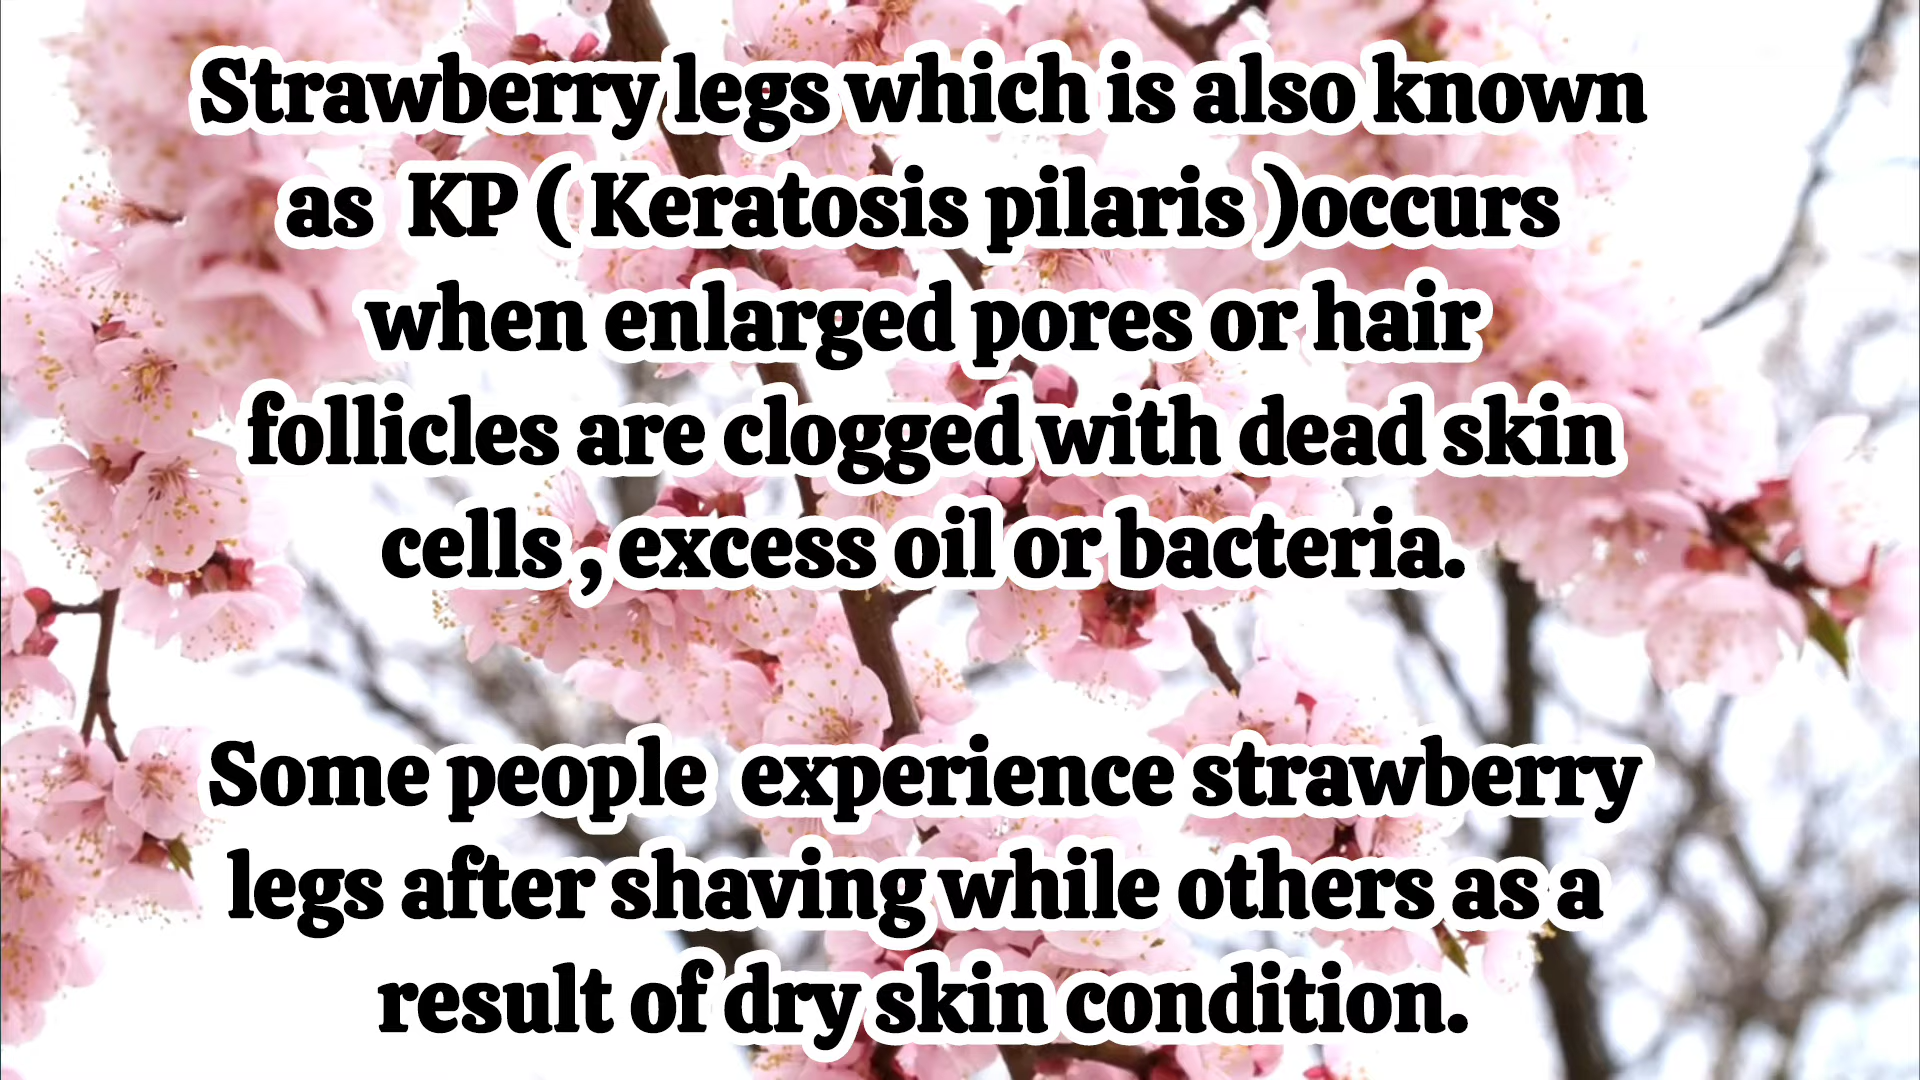 Strawberry legs which is also known
as KP ( Keratosis pilaris )occurs
when enlarged pores or hair
follicles are clogged with dead skin
cells , excess oil or bacteria.
Some people experience strawberry
legs after shaving while others as a
result of dry skin condition.